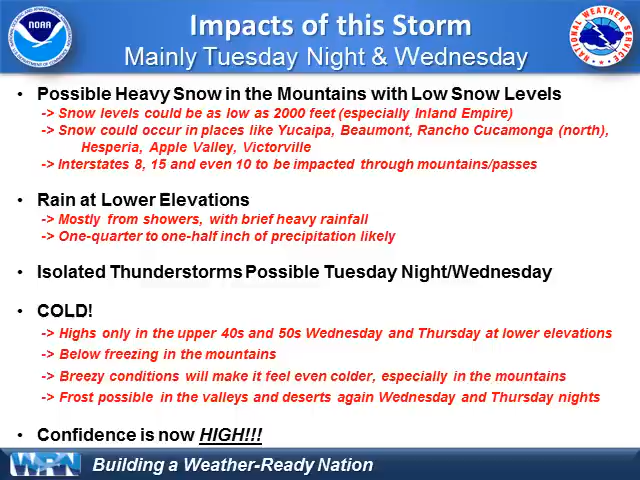 NOAA
Impacts of this Storm
Mainly Tuesday Night & Wednesday
NATIONAL WEATHER SERVICE
• Possible Heavy Snow in the Mountains with Low Snow Levels
-> Snow levels could be as low as 2000 feet (especially Inland Empire)
-> Snow could occur in places like Yucaipa, Beaumont, Rancho Cucamonga (north),
Hesperia, Apple Valley, Victorville
-> Interstates 8, 15 and even 10 to be impacted through mountains/passes
• Rain at Lower Elevations
-> Mostly from showers, with brief heavy rainfall
-> One-quarter to one-half inch of precipitation likely
• Isolated Thunderstorms Possible Tuesday Night/Wednesday
• COLD!
-> Highs only in the upper 40s and 50s Wednesday and Thursday at lower elevations
-> Below freezing in the mountains
-> Breezy conditions will make it feel even colder, especially in the mountains
-> Frost possible in the valleys and deserts again Wednesday and Thursday nights
• Confidence is now HIGH!!!
WRN
Building a Weather-Ready Nation